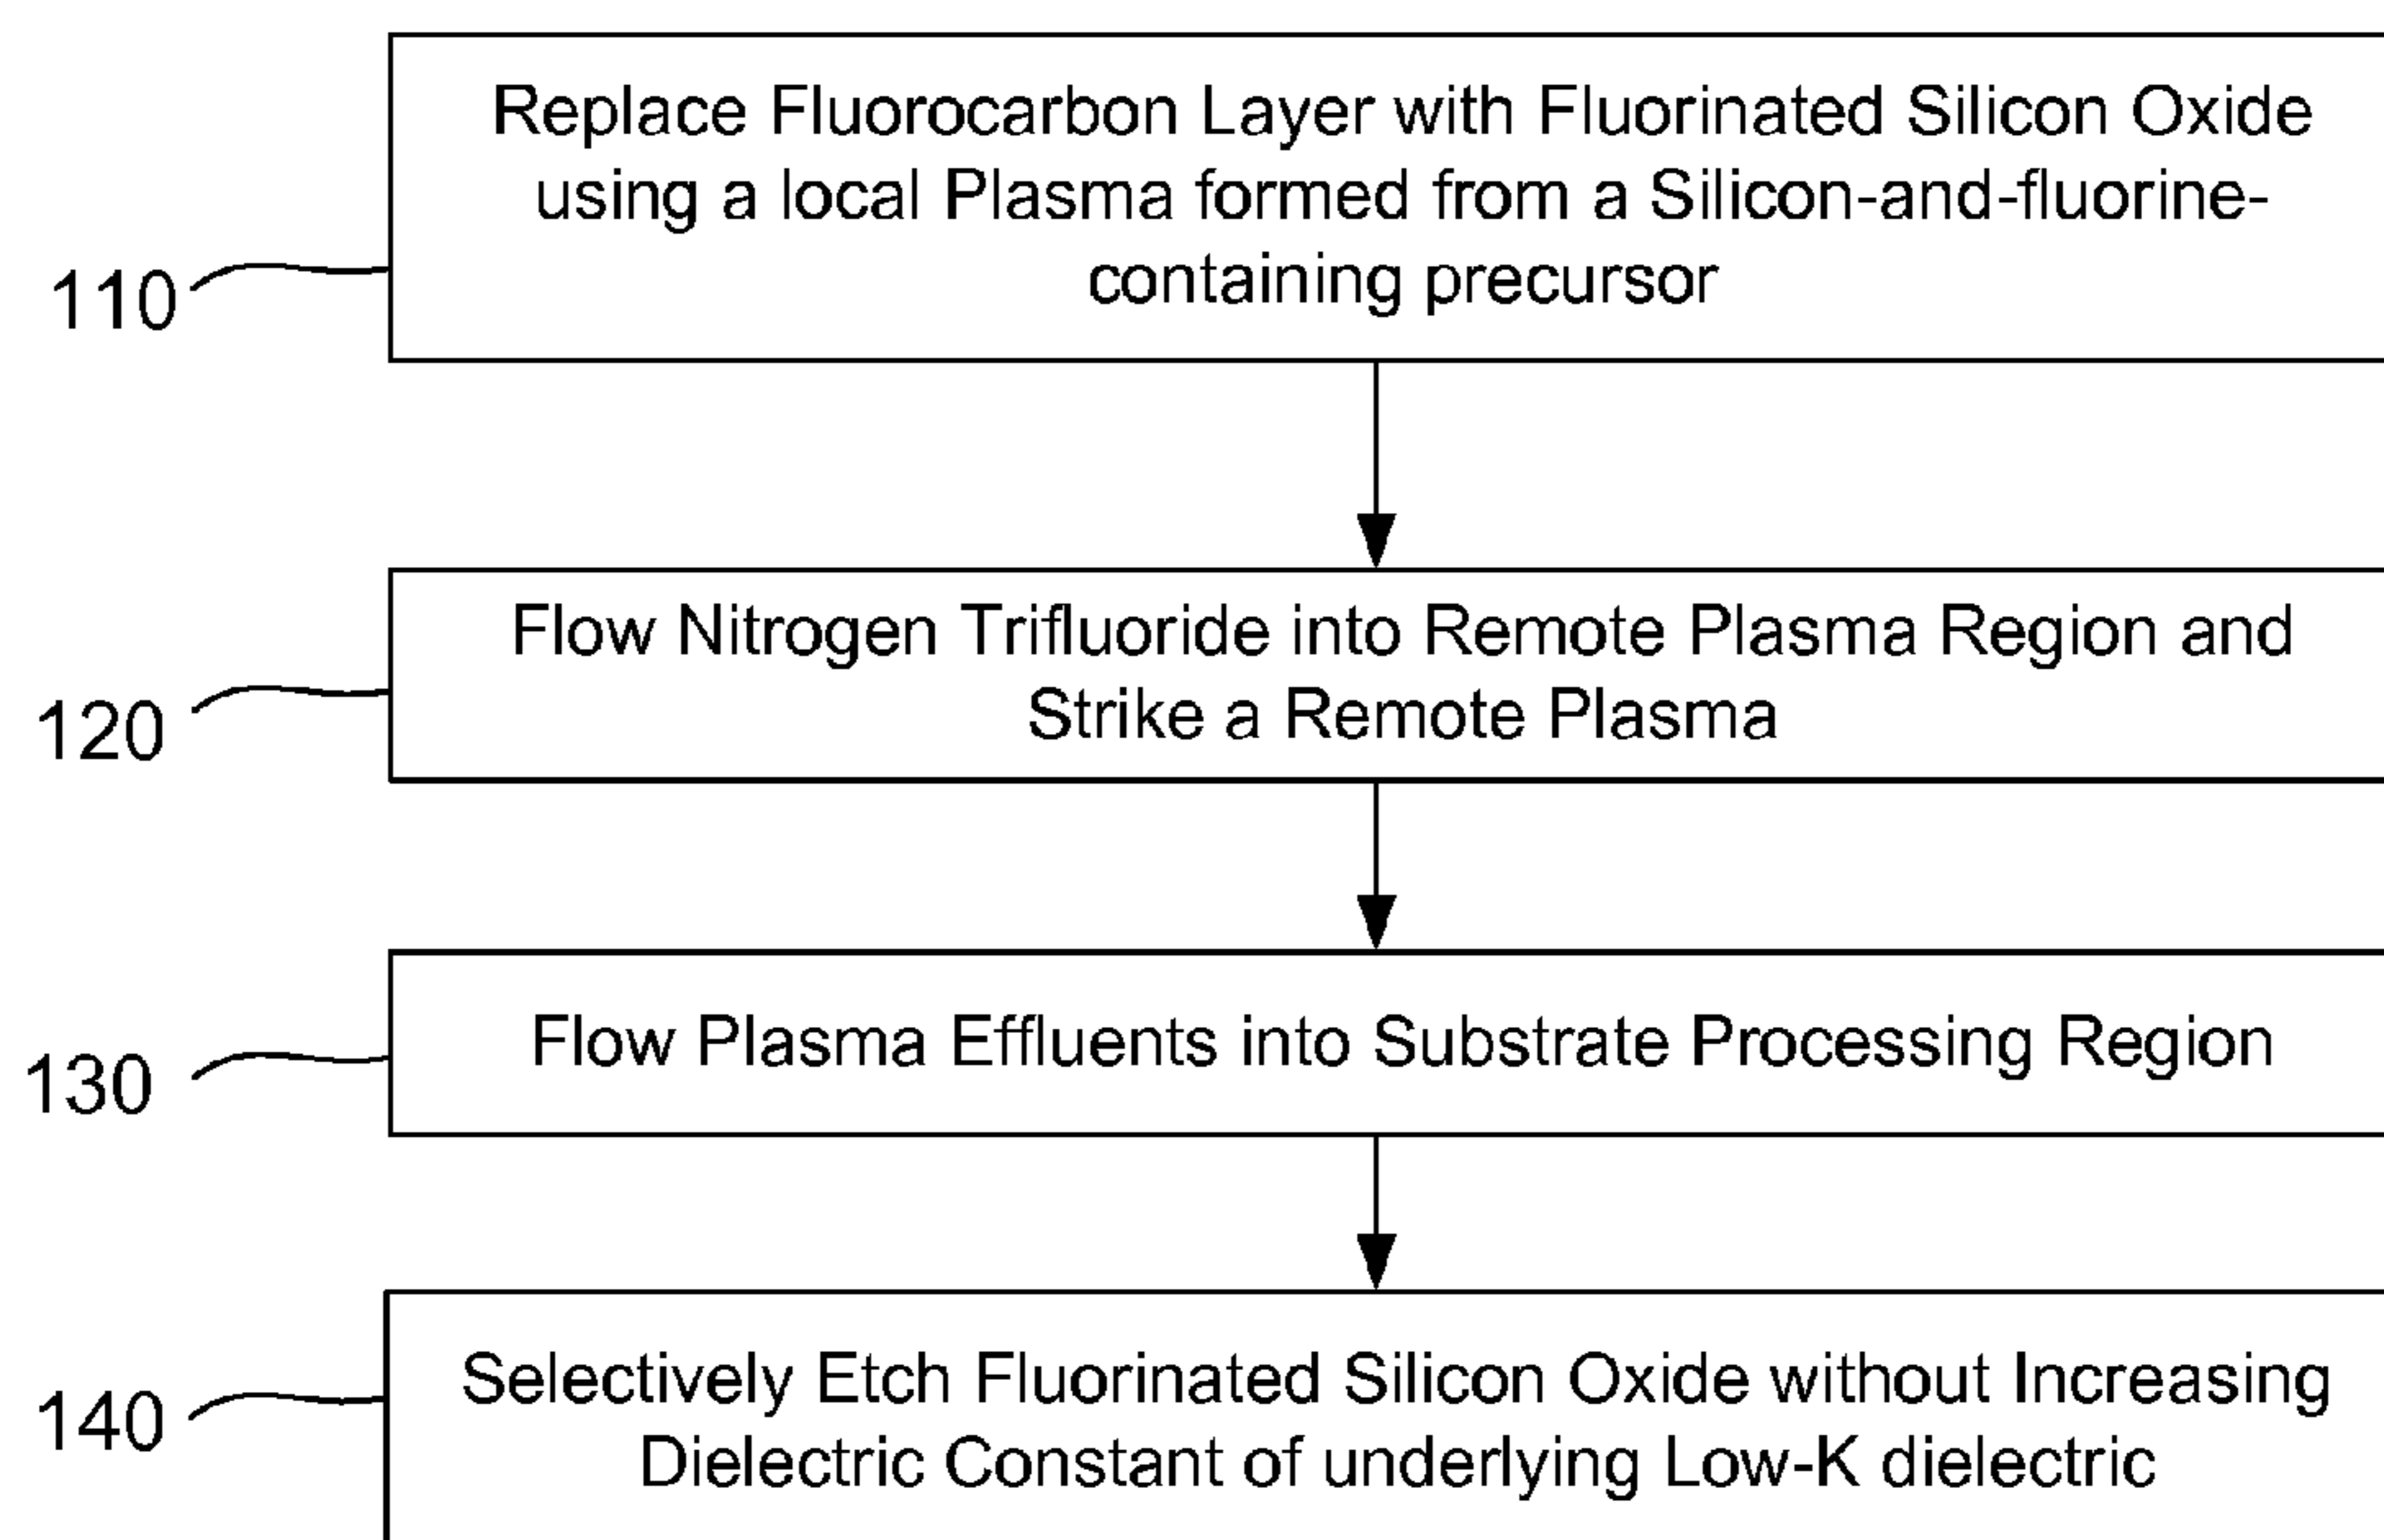 Replace Fluorocarbon Layer with Fluorinated Silicon Oxide
using a local Plasma formed from a Silicon-and-fluorine-
containing precursor
110
Flow Nitrogen Trifluoride into Remote Plasma Region and
Strike a Remote Plasma
120
Flow Plasma Effluents into Substrate Processing Region
130
Selectively Etch Fluorinated Silicon Oxide without Increasing
Dielectric Constant of underlying Low-K dielectric
140